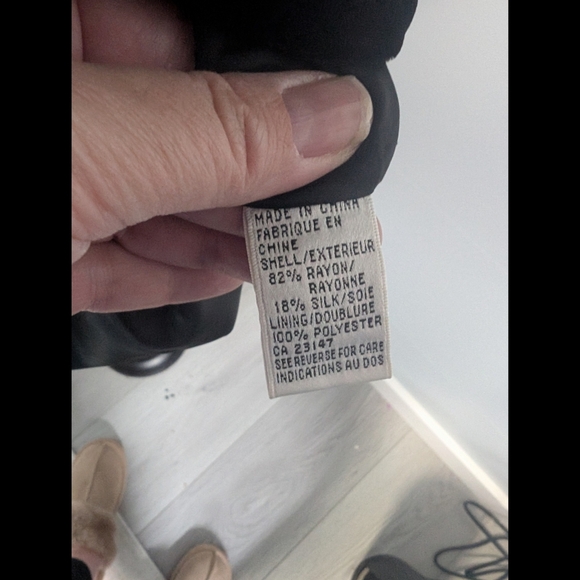 MADE IN CHINA
FABRIQUE EN
CHINE
SHELL/EXTERIEUR
82% RAYON/
RAYONNE
18% SILK/SOIE
LINING/DOUBLURE
100% POLYESTER
CA 23147
SEE REVERSE FOR CARE
INDICATIONS AU DOS